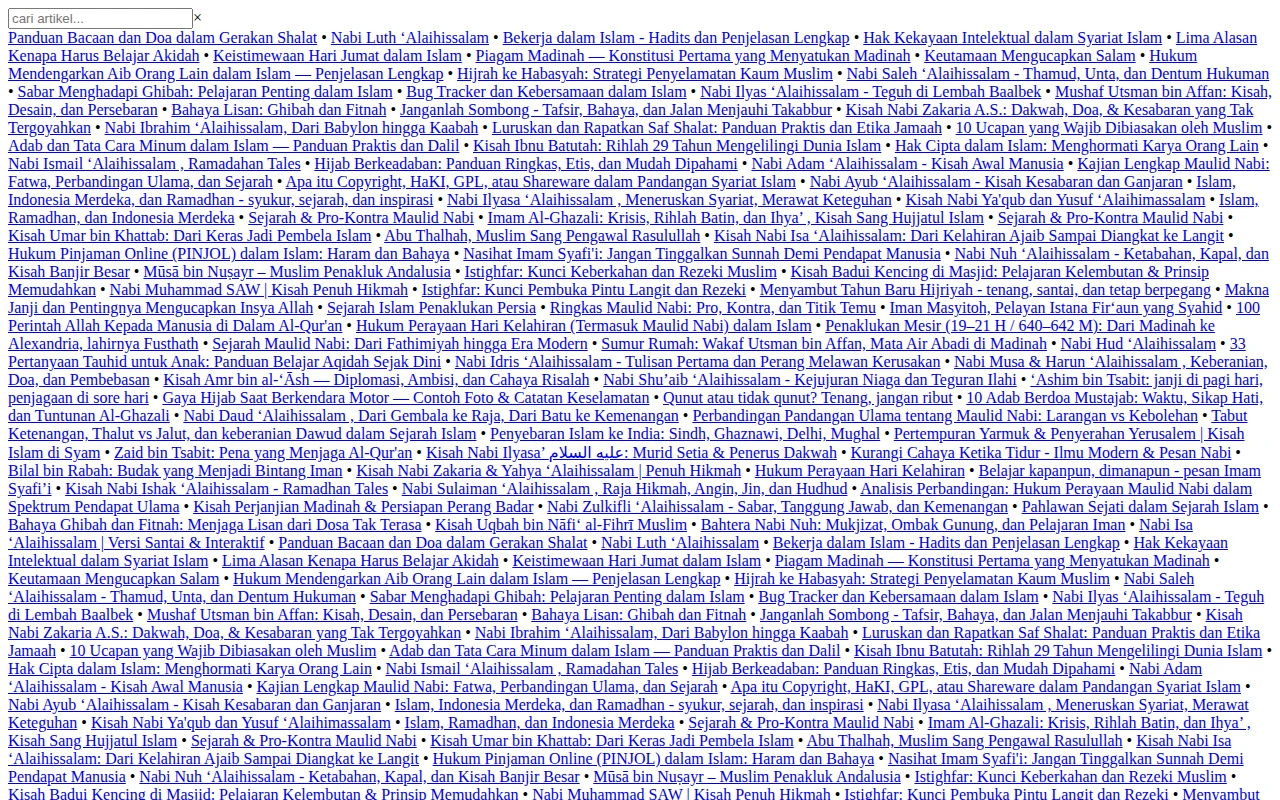 cari artikel... ×
Panduan Bacaan dan Doa dalam Gerakan Shalat • Nabi Luth ‘Alaihissalam • Bekerja dalam Islam - Hadits dan Penjelasan Lengkap • Hak Kekayaan Intelektual dalam Syariat Islam • Lima Alasan
Kenapa Harus Belajar Akidah • Keistimewaan Hari Jumat dalam Islam • Piagam Madinah — Konstitusi Pertama yang Menyatukan Madinah • Keutamaan Mengucapkan Salam • Hukum
Mendengarkan Aib Orang Lain dalam Islam — Penjelasan Lengkap • Hijrah ke Habasyah: Strategi Penyelamatan Kaum Muslim • Nabi Saleh ‘Alaihissalam - Thamud, Unta, dan Dentum Hukuman
• Sabar Menghadapi Ghibah: Pelajaran Penting dalam Islam • Bug Tracker dan Kebersamaan dalam Islam • Nabi Ilyas ‘Alaihissalam - Teguh di Lembah Baalbek • Mushaf Utsman bin Affan: Kisah,
Desain, dan Persebaran • Bahaya Lisan: Ghibah dan Fitnah • Janganlah Sombong - Tafsir, Bahaya, dan Jalan Menjauhi Takabbur • Kisah Nabi Zakaria A.S.: Dakwah, Doa, & Kesabaran yang Tak
Tergoyahkan • Nabi Ibrahim ‘Alaihissalam, Dari Babylon hingga Kaabah • Luruskan dan Rapatkan Saf Shalat: Panduan Praktis dan Etika Jamaah • 10 Ucapan yang Wajib Dibiasakan oleh Muslim •
Adab dan Tata Cara Minum dalam Islam — Panduan Praktis dan Dalil • Kisah Ibnu Batutah: Rihlah 29 Tahun Mengelilingi Dunia Islam • Hak Cipta dalam Islam: Menghormati Karya Orang Lain •
Nabi Ismail ‘Alaihissalam , Ramadahan Tales • Hijab Berkeadaban: Panduan Ringkas, Etis, dan Mudah Dipahami • Nabi Adam ‘Alaihissalam - Kisah Awal Manusia • Kajian Lengkap Maulid Nabi:
Fatwa, Perbandingan Ulama, dan Sejarah • Apa itu Copyright, HaKI, GPL, atau Shareware dalam Pandangan Syariat Islam • Nabi Ayub ‘Alaihissalam - Kisah Kesabaran dan Ganjaran • Islam,
Indonesia Merdeka, dan Ramadhan - syukur, sejarah, dan inspirasi • Nabi Ilyasa ‘Alaihissalam , Meneruskan Syariat, Merawat Keteguhan • Kisah Nabi Ya'qub dan Yusuf ‘Alaihimassalam • Islam,
Ramadhan, dan Indonesia Merdeka • Sejarah & Pro-Kontra Maulid Nabi • Imam Al-Ghazali: Krisis, Rihlah Batin, dan Ihya’ , Kisah Sang Hujjatul Islam • Sejarah & Pro-Kontra Maulid Nabi •
Kisah Umar bin Khattab: Dari Keras Jadi Pembela Islam • Abu Thalhah, Muslim Sang Pengawal Rasulullah • Kisah Nabi Isa ‘Alaihissalam: Dari Kelahiran Ajaib Sampai Diangkat ke Langit •
Hukum Pinjaman Online (PINJOL) dalam Islam: Haram dan Bahaya • Nasihat Imam Syafi'i: Jangan Tinggalkan Sunnah Demi Pendapat Manusia • Nabi Nuh ‘Alaihissalam - Ketabahan, Kapal, dan
Kisah Banjir Besar • Mūsā bin Nuṣayr – Muslim Penakluk Andalusia • Istighfar: Kunci Keberkahan dan Rezeki Muslim • Kisah Badui Kencing di Masjid: Pelajaran Kelembutan & Prinsip
Memudahkan • Nabi Muhammad SAW | Kisah Penuh Hikmah • Istighfar: Kunci Pembuka Pintu Langit dan Rezeki • Menyambut Tahun Baru Hijriyah - tenang, santai, dan tetap berpegang • Makna
Janji dan Pentingnya Mengucapkan Insya Allah • Sejarah Islam Penaklukan Persia • Ringkas Maulid Nabi: Pro, Kontra, dan Titik Temu • Iman Masyitoh, Pelayan Istana Fir‘aun yang Syahid • 100
Perintah Allah Kepada Manusia di Dalam Al-Qur'an • Hukum Perayaan Hari Kelahiran (Termasuk Maulid Nabi) dalam Islam • Penaklukan Mesir (19–21 H / 640–642 M): Dari Madinah ke
Alexandria, lahirnya Fusthath • Sejarah Maulid Nabi: Dari Fathimiyah hingga Era Modern • Sumur Rumah: Wakaf Utsman bin Affan, Mata Air Abadi di Madinah • Nabi Hud ‘Alaihissalam • 33
Pertanyaan Tauhid untuk Anak: Panduan Belajar Aqidah Sejak Dini • Nabi Idris ‘Alaihissalam - Tulisan Pertama dan Perang Melawan Kerusakan • Nabi Musa & Harun ‘Alaihissalam , Keberanian,
Doa, dan Pembebasan • Kisah Amr bin al-‘Āsh — Diplomasi, Ambisi, dan Cahaya Risalah • Nabi Shu’aib ‘Alaihissalam - Kejujuran Niaga dan Teguran Ilahi • ‘Ashim bin Tsabit: janji di pagi hari,
penjagaan di sore hari • Gaya Hijab Saat Berkendara Motor — Contoh Foto & Catatan Keselamatan • Qunut atau tidak qunut? Tenang, jangan ribut • 10 Adab Berdoa Mustajab: Waktu, Sikap Hati,
dan Tuntunan Al-Ghazali • Nabi Daud ‘Alaihissalam , Dari Gembala ke Raja, Dari Batu ke Kemenangan • Perbandingan Pandangan Ulama tentang Maulid Nabi: Larangan vs Kebolehan • Tabut
Ketenangan, Thalut vs Jalut, dan keberanian Dawud dalam Sejarah Islam • Penyebaran Islam ke India: Sindh, Ghaznawi, Delhi, Mughal • Pertempuran Yarmuk & Penyerahan Yerusalem | Kisah
Islam di Syam • Zaid bin Tsabit: Pena yang Menjaga Al-Qur'an • Kisah Nabi Ilyasa’ عليه السلام: Murid Setia & Penerus Dakwah • Kurangi Cahaya Ketika Tidur - Ilmu Modern & Pesan Nabi •
Bilal bin Rabah: Budak yang Menjadi Bintang Iman • Kisah Nabi Zakaria & Yahya ‘Alaihissalam | Penuh Hikmah • Hukum Perayaan Hari Kelahiran • Belajar kapanpun, dimanapun - pesan Imam
Syafi’i • Kisah Nabi Ishak ‘Alaihissalam - Ramadhan Tales • Nabi Sulaiman ‘Alaihissalam , Raja Hikmah, Angin, Jin, dan Hudhud • Analisis Perbandingan: Hukum Perayaan Maulid Nabi dalam
Spektrum Pendapat Ulama • Kisah Perjanjian Madinah & Persiapan Perang Badar • Nabi Zulkifli ‘Alaihissalam - Sabar, Tanggung Jawab, dan Kemenangan • Pahlawan Sejati dalam Sejarah Islam •
Bahaya Ghibah dan Fitnah: Menjaga Lisan dari Dosa Tak Terasa • Kisah Uqbah bin Nāfi‘ al-Fihrī Muslim • Bahtera Nabi Nuh: Mukjizat, Ombak Gunung, dan Pelajaran Iman • Nabi Isa
‘Alaihissalam | Versi Santai & Interaktif • Panduan Bacaan dan Doa dalam Gerakan Shalat • Nabi Luth ‘Alaihissalam • Bekerja dalam Islam - Hadits dan Penjelasan Lengkap • Hak Kekayaan
Intelektual dalam Syariat Islam • Lima Alasan Kenapa Harus Belajar Akidah • Keistimewaan Hari Jumat dalam Islam • Piagam Madinah — Konstitusi Pertama yang Menyatukan Madinah •
Keutamaan Mengucapkan Salam • Hukum Mendengarkan Aib Orang Lain dalam Islam — Penjelasan Lengkap • Hijrah ke Habasyah: Strategi Penyelamatan Kaum Muslim • Nabi Saleh
‘Alaihissalam - Thamud, Unta, dan Dentum Hukuman • Sabar Menghadapi Ghibah: Pelajaran Penting dalam Islam • Bug Tracker dan Kebersamaan dalam Islam • Nabi Ilyas ‘Alaihissalam - Teguh
di Lembah Baalbek • Mushaf Utsman bin Affan: Kisah, Desain, dan Persebaran • Bahaya Lisan: Ghibah dan Fitnah • Janganlah Sombong - Tafsir, Bahaya, dan Jalan Menjauhi Takabbur • Kisah
Nabi Zakaria A.S.: Dakwah, Doa, & Kesabaran yang Tak Tergoyahkan • Nabi Ibrahim ‘Alaihissalam, Dari Babylon hingga Kaabah • Luruskan dan Rapatkan Saf Shalat: Panduan Praktis dan Etika
Jamaah • 10 Ucapan yang Wajib Dibiasakan oleh Muslim • Adab dan Tata Cara Minum dalam Islam — Panduan Praktis dan Dalil • Kisah Ibnu Batutah: Rihlah 29 Tahun Mengelilingi Dunia Islam •
Hak Cipta dalam Islam: Menghormati Karya Orang Lain • Nabi Ismail ‘Alaihissalam , Ramadahan Tales • Hijab Berkeadaban: Panduan Ringkas, Etis, dan Mudah Dipahami • Nabi Adam
‘Alaihissalam - Kisah Awal Manusia • Kajian Lengkap Maulid Nabi: Fatwa, Perbandingan Ulama, dan Sejarah • Apa itu Copyright, HaKI, GPL, atau Shareware dalam Pandangan Syariat Islam •
Nabi Ayub ‘Alaihissalam - Kisah Kesabaran dan Ganjaran • Islam, Indonesia Merdeka, dan Ramadhan - syukur, sejarah, dan inspirasi • Nabi Ilyasa ‘Alaihissalam , Meneruskan Syariat, Merawat
Keteguhan • Kisah Nabi Ya'qub dan Yusuf ‘Alaihimassalam • Islam, Ramadhan, dan Indonesia Merdeka • Sejarah & Pro-Kontra Maulid Nabi • Imam Al-Ghazali: Krisis, Rihlah Batin, dan Ihya’ ,
Kisah Sang Hujjatul Islam • Sejarah & Pro-Kontra Maulid Nabi • Kisah Umar bin Khattab: Dari Keras Jadi Pembela Islam • Abu Thalhah, Muslim Sang Pengawal Rasulullah • Kisah Nabi Isa
‘Alaihissalam: Dari Kelahiran Ajaib Sampai Diangkat ke Langit • Hukum Pinjaman Online (PINJOL) dalam Islam: Haram dan Bahaya • Nasihat Imam Syafi'i: Jangan Tinggalkan Sunnah Demi
Pendapat Manusia • Nabi Nuh ‘Alaihissalam - Ketabahan, Kapal, dan Kisah Banjir Besar • Mūsā bin Nuṣayr – Muslim Penakluk Andalusia • Istighfar: Kunci Keberkahan dan Rezeki Muslim •
Kisah Badui Kencing di Masjid: Pelajaran Kelembutan & Prinsip Memudahkan • Nabi Muhammad SAW | Kisah Penuh Hikmah • Istighfar: Kunci Pembuka Pintu Langit dan Rezeki • Menyambut